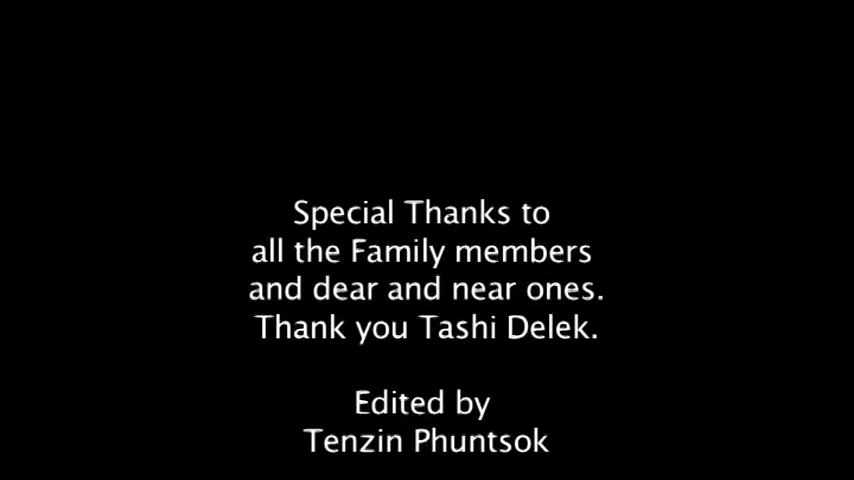 Special Thanks to
all the Family members
and dear and near ones.
Thank you Tashi Delek.
Edited by
Tenzin Phuntsok